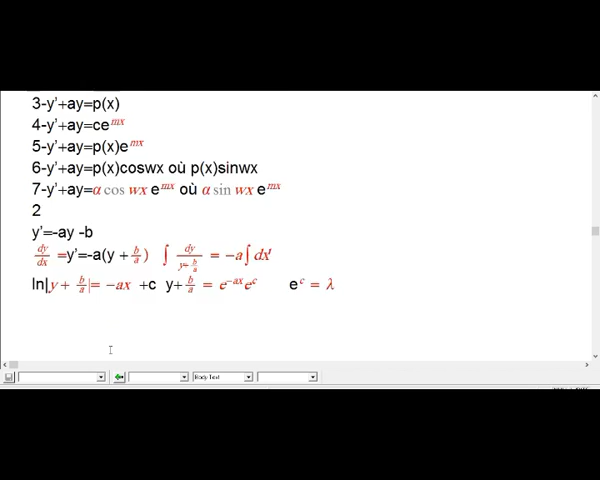 3-y'+ay=p(x)
4-y'+ay=ce^mx
5-y'+ay=p(x)e^mx
6-y'+ay=p(x)coswx où p(x)sinwx
7-y'+ay=α cos wx e^mx où α sin wx e^mx
2
y'=-ay -b
dy/dx =y'=-a(y + b/a) ∫ dy/(y+b/a) = -a∫dx
ln|y + b/a|= -ax +c y+b/a = e^-ax e^c e^c = λ
Body Text